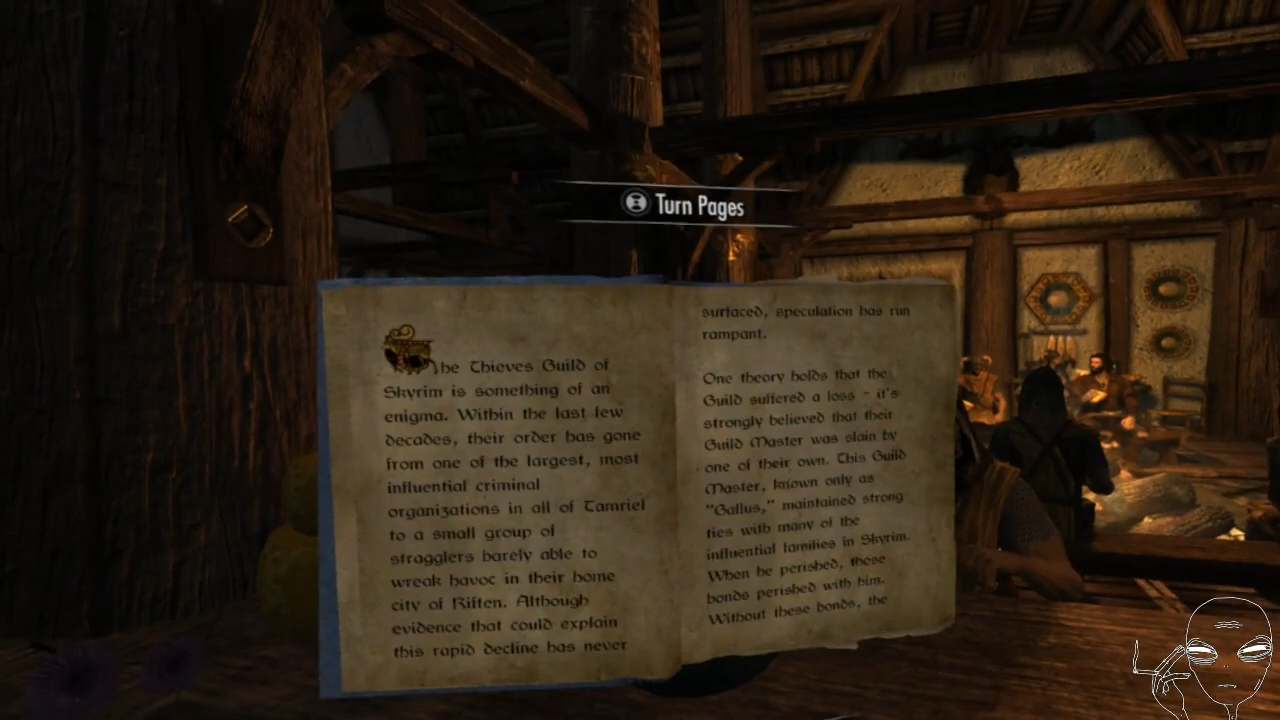 Turn Pages
The Thieves Guild of
Skyrim is something of an
enigma. Within the last few
decades, their order has gone
from one of the largest, most
influential criminal
organizations in all of Tamriel
to a small group of
stragglers barely able to
wreak havoc in their home
city of Riften. Although
evidence that could explain
this rapid decline has never
surfaced, speculation has run
rampant.
One theory holds that the
Guild suffered a loss - it's
strongly believed that their
Guild Master was slain by
one of their own. This Guild
Master, known only as
"Gallus," maintained strong
ties with many of the
influential families in Skyrim.
When he perished, those
bonds perished with him.
Without these bonds, the